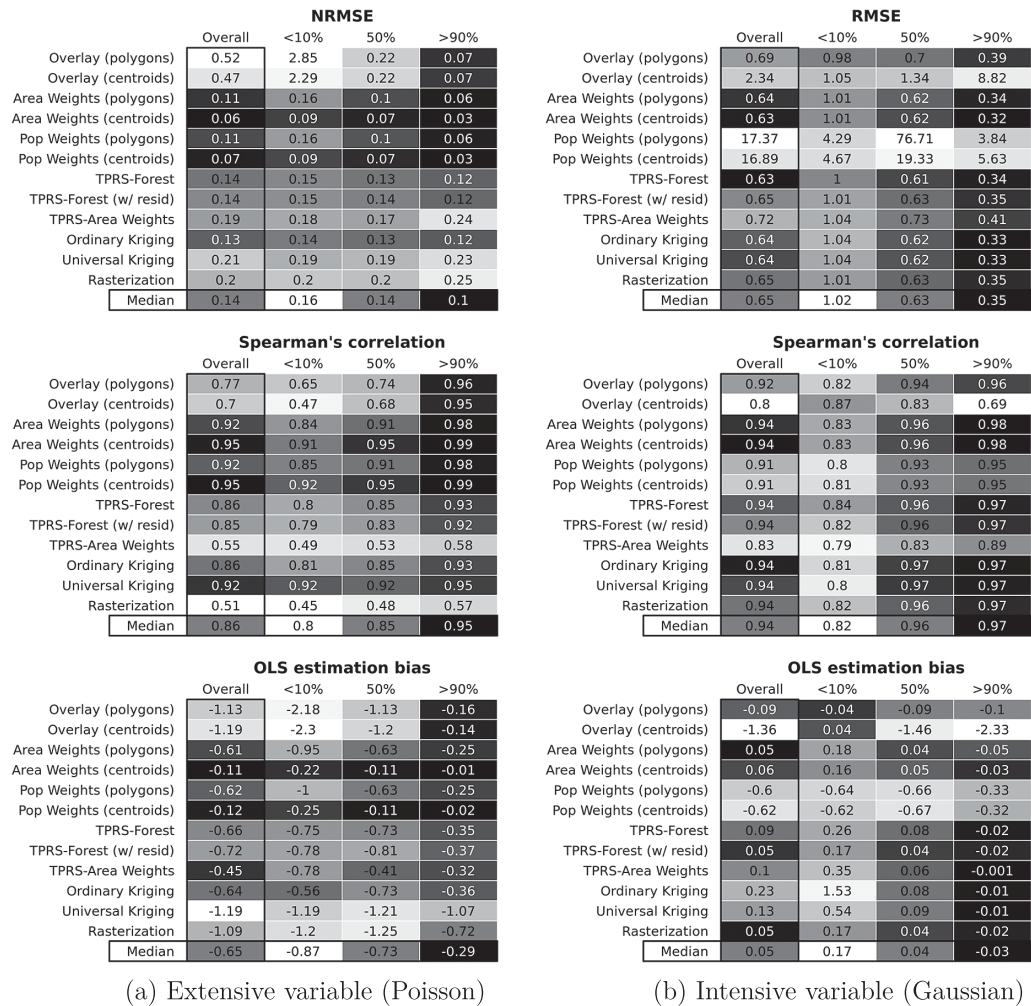 NRMSE
Overall <10% 50% >90%
Overlay (polygons) 0.52 2.85 0.22 0.07
Overlay (centroids) 0.47 2.29 0.22 0.07
Area Weights (polygons) 0.11 0.16 0.1 0.06
Area Weights (centroids) 0.06 0.09 0.07 0.03
Pop Weights (polygons) 0.11 0.16 0.1 0.06
Pop Weights (centroids) 0.07 0.09 0.07 0.03
TPRS-Forest 0.14 0.15 0.13 0.12
TPRS-Forest (w/ resid) 0.14 0.15 0.14 0.12
TPRS-Area Weights 0.19 0.18 0.17 0.24
Ordinary Kriging 0.13 0.14 0.13 0.12
Universal Kriging 0.21 0.19 0.19 0.23
Rasterization 0.2 0.2 0.2 0.25
Median 0.14 0.16 0.14 0.1
Spearman's correlation
Overall <10% 50% >90%
Overlay (polygons) 0.77 0.65 0.74 0.96
Overlay (centroids) 0.7 0.47 0.68 0.95
Area Weights (polygons) 0.92 0.84 0.91 0.98
Area Weights (centroids) 0.95 0.91 0.95 0.99
Pop Weights (polygons) 0.92 0.85 0.91 0.98
Pop Weights (centroids) 0.95 0.92 0.95 0.99
TPRS-Forest 0.86 0.8 0.85 0.93
TPRS-Forest (w/ resid) 0.85 0.79 0.83 0.92
TPRS-Area Weights 0.55 0.49 0.53 0.58
Ordinary Kriging 0.86 0.81 0.85 0.93
Universal Kriging 0.92 0.92 0.92 0.95
Rasterization 0.51 0.45 0.48 0.57
Median 0.86 0.8 0.85 0.95
OLS estimation bias
Overall <10% 50% >90%
Overlay (polygons) -1.13 -2.18 -1.13 -0.16
Overlay (centroids) -1.19 -2.3 -1.2 -0.14
Area Weights (polygons) -0.61 -0.95 -0.63 -0.25
Area Weights (centroids) -0.11 -0.22 -0.11 -0.01
Pop Weights (polygons) -0.62 -1 -0.63 -0.25
Pop Weights (centroids) -0.12 -0.25 -0.11 -0.02
TPRS-Forest -0.66 -0.75 -0.73 -0.35
TPRS-Forest (w/ resid) -0.72 -0.78 -0.81 -0.37
TPRS-Area Weights -0.45 -0.78 -0.41 -0.32
Ordinary Kriging -0.64 -0.56 -0.73 -0.36
Universal Kriging -1.19 -1.19 -1.21 -1.07
Rasterization -1.09 -1.2 -1.25 -0.72
Median -0.65 -0.87 -0.73 -0.29
(a) Extensive variable (Poisson)
RMSE
Overall <10% 50% >90%
Overlay (polygons) 0.69 0.98 0.7 0.39
Overlay (centroids) 2.34 1.05 1.34 8.82
Area Weights (polygons) 0.64 1.01 0.62 0.34
Area Weights (centroids) 0.63 1.01 0.62 0.32
Pop Weights (polygons) 17.37 4.29 76.71 3.84
Pop Weights (centroids) 16.89 4.67 19.33 5.63
TPRS-Forest 0.63 1 0.61 0.34
TPRS-Forest (w/ resid) 0.65 1.01 0.63 0.35
TPRS-Area Weights 0.72 1.04 0.73 0.41
Ordinary Kriging 0.64 1.04 0.62 0.33
Universal Kriging 0.64 1.04 0.62 0.33
Rasterization 0.65 1.01 0.63 0.35
Median 0.65 1.02 0.63 0.35
Spearman's correlation
Overall <10% 50% >90%
Overlay (polygons) 0.92 0.82 0.94 0.96
Overlay (centroids) 0.8 0.87 0.83 0.69
Area Weights (polygons) 0.94 0.83 0.96 0.98
Area Weights (centroids) 0.94 0.83 0.96 0.98
Pop Weights (polygons) 0.91 0.8 0.93 0.95
Pop Weights (centroids) 0.91 0.81 0.93 0.95
TPRS-Forest 0.94 0.84 0.96 0.97
TPRS-Forest (w/ resid) 0.94 0.82 0.96 0.97
TPRS-Area Weights 0.83 0.79 0.83 0.89
Ordinary Kriging 0.94 0.81 0.97 0.97
Universal Kriging 0.94 0.8 0.97 0.97
Rasterization 0.94 0.82 0.96 0.97
Median 0.94 0.82 0.96 0.97
OLS estimation bias
Overall <10% 50% >90%
Overlay (polygons) -0.09 -0.04 -0.09 -0.1
Overlay (centroids) -1.36 0.04 -1.46 -2.33
Area Weights (polygons) 0.05 0.18 0.04 -0.05
Area Weights (centroids) 0.06 0.16 0.05 -0.03
Pop Weights (polygons) -0.6 -0.64 -0.66 -0.33
Pop Weights (centroids) -0.62 -0.62 -0.67 -0.32
TPRS-Forest 0.09 0.26 0.08 -0.02
TPRS-Forest (w/ resid) 0.05 0.17 0.04 -0.02
TPRS-Area Weights 0.1 0.35 0.06 -0.001
Ordinary Kriging 0.23 1.53 0.08 -0.01
Universal Kriging 0.13 0.54 0.09 -0.01
Rasterization 0.05 0.17 0.04 -0.02
Median 0.05 0.17 0.04 -0.03
(b) Intensive variable (Gaussian)